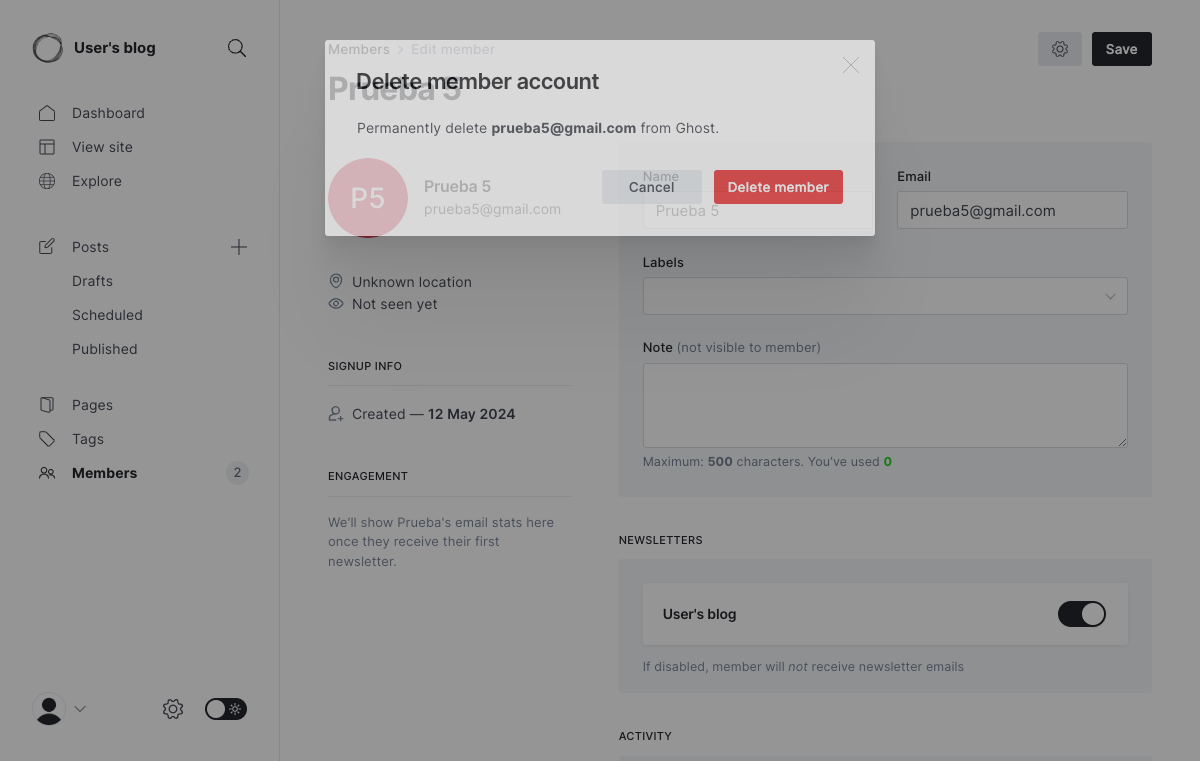 User's blog
Dashboard
View site
Explore
Posts
Drafts
Scheduled
Published
Pages
Tags
Members
2
Members > Edit member
Save
Prueba 5
Delete member account
Permanently delete prueba5@gmail.com from Ghost.
Cancel
Delete member
P5
Prueba 5
prueba5@gmail.com
Unknown location
Not seen yet
SIGNUP INFO
Created — 12 May 2024
ENGAGEMENT
We'll show Prueba's email stats here
once they receive their first
newsletter.
Name
Prueba 5
Email
prueba5@gmail.com
Labels
Note (not visible to member)
Maximum: 500 characters. You've used 0
NEWSLETTERS
User's blog
If disabled, member will not receive newsletter emails
ACTIVITY